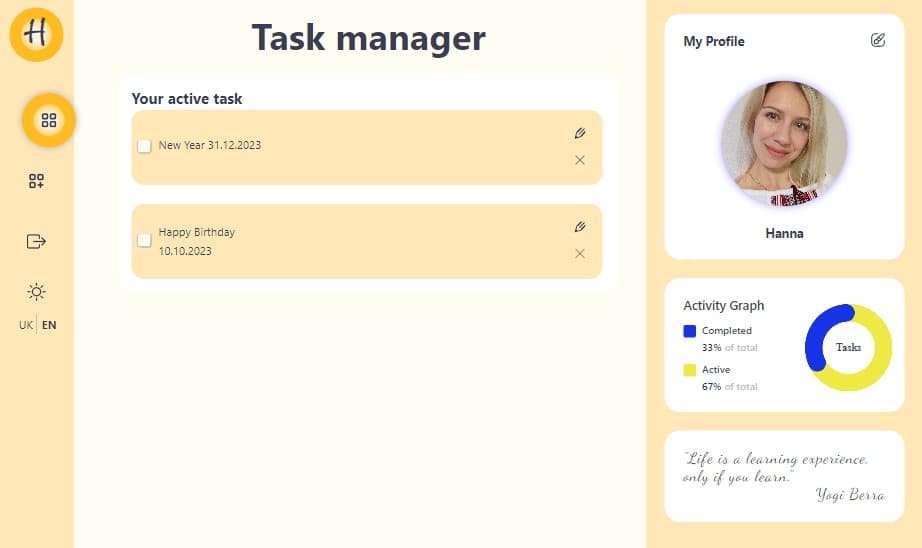 H
Task manager
Your active task
New Year 31.12.2023
Happy Birthday
10.10.2023
UK EN
My Profile
Hanna
Activity Graph
Completed
33% of total
Active
67% of total
Tasks
"Life is a learning experience,
only if you learn."
Yogi Berra